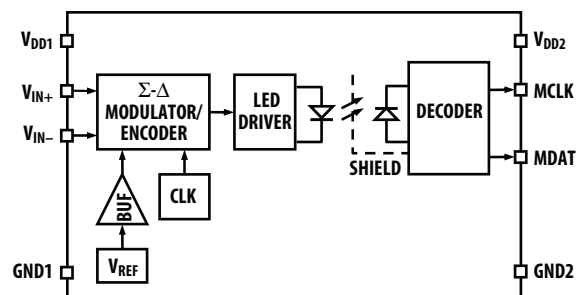 VDD1
VDD2
VIN+
Σ-Δ
MODULATOR/
ENCODER
LED
DRIVER
DECODER
MCLK
VIN–
SHIELD
MDAT
BUF
CLK
GND1
VREF
GND2